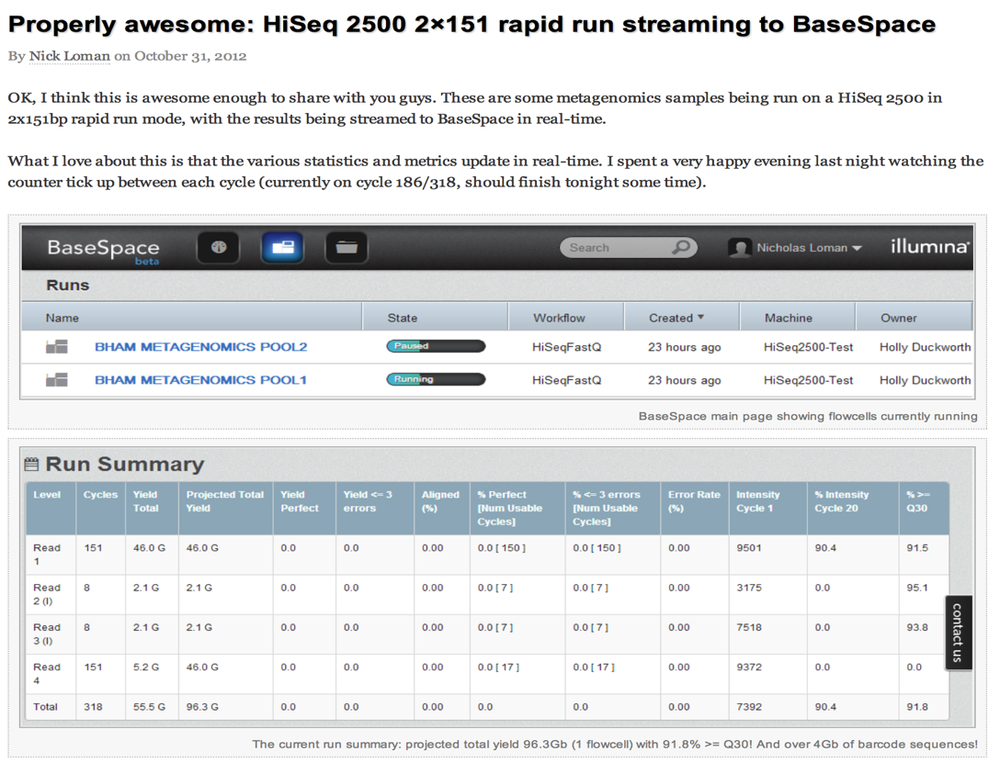 Properly awesome: HiSeq 2500 2×151 rapid run streaming to BaseSpace
By Nick Loman on October 31, 2012
OK, I think this is awesome enough to share with you guys. These are some metagenomics samples being run on a HiSeq 2500 in
2x151bp rapid run mode, with the results being streamed to BaseSpace in real-time.
What I love about this is that the various statistics and metrics update in real-time. I spent a very happy evening last night watching the
counter tick up between each cycle (currently on cycle 186/318, should finish tonight some time).
BaseSpace beta Search Nicholas Loman illumina
Runs
Name State Workflow Created Machine Owner
BHAM METAGENOMICS POOL2 Paused HiSeqFastQ 23 hours ago HiSeq2500-Test Holly Duckworth
BHAM METAGENOMICS POOL1 Running HiSeqFastQ 23 hours ago HiSeq2500-Test Holly Duckworth
BaseSpace main page showing flowcells currently running
Run Summary
Level Cycles Yield Total Projected Total Yield Yield Perfect Yield <= 3 errors Aligned (%) % Perfect [Num Usable Cycles] % <= 3 errors [Num Usable Cycles] Error Rate (%) Intensity Cycle 1 % Intensity Cycle 20 % >= Q30
Read 1 151 46.0 G 46.0 G 0.0 0.0 0.00 0.0 [ 150 ] 0.0 [ 150 ] 0.00 9501 90.4 91.5
Read 2 (I) 8 2.1 G 2.1 G 0.0 0.0 0.00 0.0 [ 7 ] 0.0 [ 7 ] 0.00 3175 0.0 95.1
Read 3 (I) 8 2.1 G 2.1 G 0.0 0.0 0.00 0.0 [ 7 ] 0.0 [ 7 ] 0.00 7518 0.0 93.8
Read 4 151 5.2 G 46.0 G 0.0 0.0 0.00 0.0 [ 17 ] 0.0 [ 17 ] 0.00 9372 0.0 0.0
Total 318 55.5 G 96.3 G 0.0 0.0 0.00 0.0 0.0 0.00 7392 90.4 91.8
contact us
The current run summary: projected total yield 96.3Gb (1 flowcell) with 91.8% >= Q30! And over 4Gb of barcode sequences!